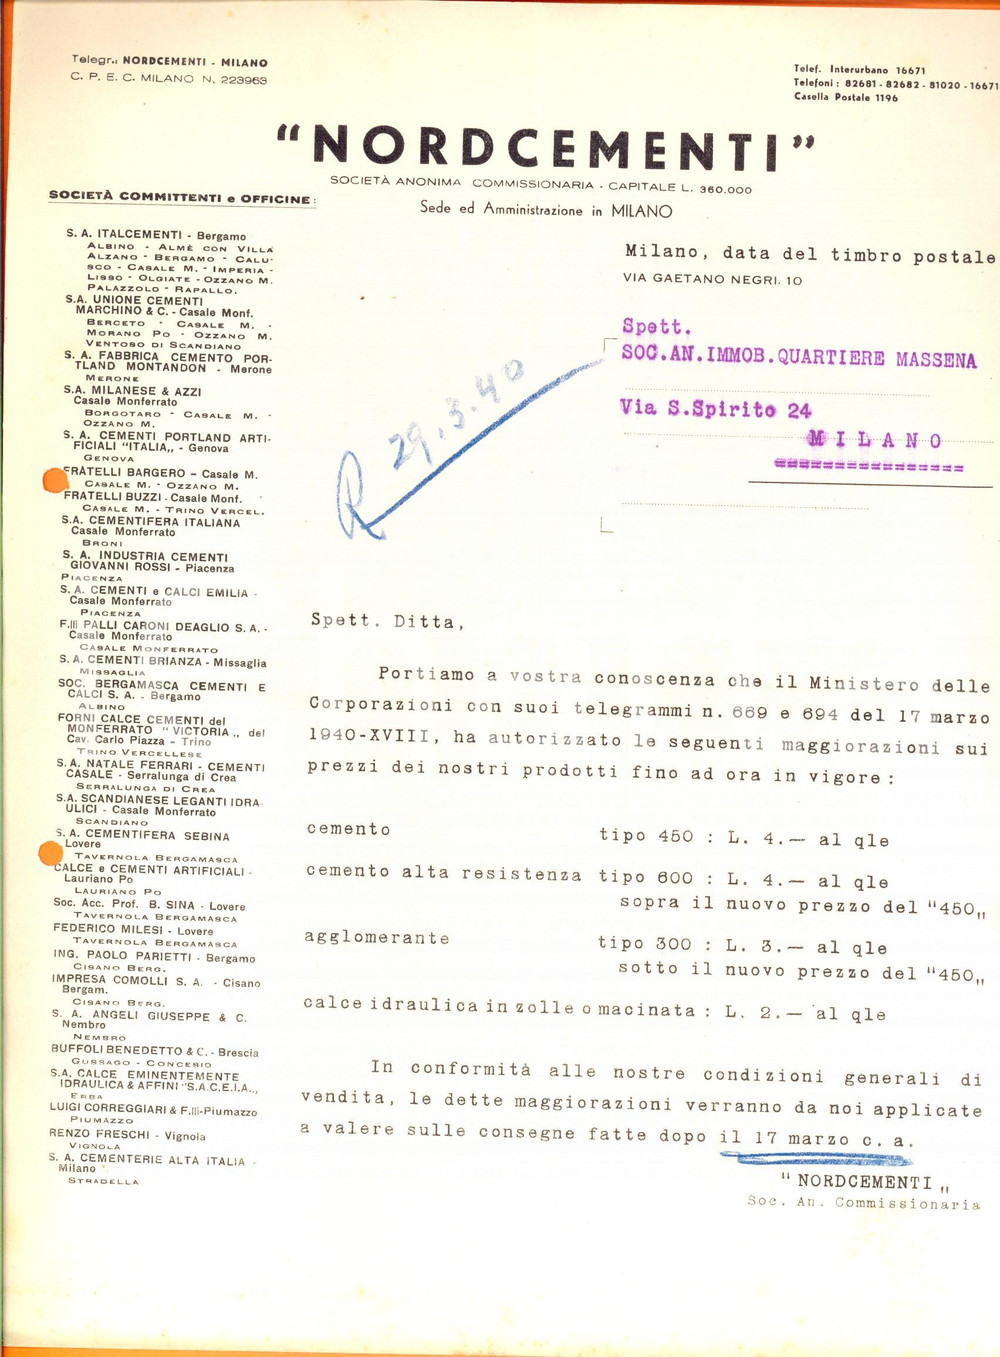 Telegr.: NORDCEMENTI - MILANO
C. P. E. C. MILANO N. 223963
Telef. Interurbano 16671
Telefoni: 82681 - 82682 - 81020 - 16671
Casella Postale 1196
"NORDCEMENTI"
SOCIETÀ ANONIMA COMMISSIONARIA - CAPITALE L. 360.000
Sede ed Amministrazione in MILANO
SOCIETÀ COMMITTENTI e OFFICINE:
S. A. ITALCEMENTI - Bergamo
ALBINO - ALMÈ CON VILLA
ALZANO - BERGAMO - CALU-
SCO - CASALE M. - IMPERIA -
LISSO - OLGIATE - OZZANO M.
PALAZZOLO - RAPALLO.
S.A. UNIONE CEMENTI
MARCHINO & C. - Casale Monf.
BERCETO - CASALE M. -
MORANO PO - OZZANO M.
VENTOSO DI SCANDIANO
S. A. FABBRICA CEMENTO POR-
TLAND MONTANDON - Merone
MERONE
S.A. MILANESE & AZZI
Casale Monferrato
BORGOTARO - CASALE M. -
OZZANO M.
S. A. CEMENTI PORTLAND ARTI-
FICIALI "ITALIA„ - Genova
GENOVA
FRATELLI BARGERO - Casale M.
CASALE M. - OZZANO M.
FRATELLI BUZZI - Casale Monf.
CASALE M. - TRINO VERCEL.
S.A. CEMENTIFERA ITALIANA
Casale Monferrato
BRONI
S. A. INDUSTRIA CEMENTI
GIOVANNI ROSSI - Piacenza
PIACENZA
S. A. CEMENTI e CALCI EMILIA -
Casale Monferrato
PIACENZA
F.lli PALLI CARONI DEAGLIO S. A. -
Casale Monferrato
CASALE MONFERRATO
S. A. CEMENTI BRIANZA - Missaglia
MISSAGLIA
SOC. BERGAMASCA CEMENTI E
CALCI S. A. - Bergamo
ALBINO
FORNI CALCE CEMENTI del
MONFERRATO "VICTORIA„ del
Cav. Carlo Piazza - Trino
TRINO VERCELLESE
S. A. NATALE FERRARI - CEMENTI
CASALE - Serralunga di Crea
SERRALUNGA DI CREA
S.A. SCANDIANESE LEGANTI IDRA
ULICI - Casale Monferrato
SCANDIANO
S. A. CEMENTIFERA SEBINA
Lovere
TAVERNOLA BERGAMASCA
CALCE e CEMENTI ARTIFICIALI -
Lauriano Po
LAURIANO PO
Soc. Acc. Prof. B. SINA - Lovere
TAVERNOLA BERGAMASCA
FEDERICO MILESI - Lovere
TAVERNOLA BERGAMASCA
ING. PAOLO PARIETTI - Bergamo
CISANO BERG.
IMPRESA COMOLLI S. A. - Cisano
Bergam.
CISANO BERG.
S. A. ANGELI GIUSEPPE & C.
Nembro
NEMBRO
BUFFOLI BENEDETTO & C. - Brescia
GUSSAGO - CONCESIO
S.A. CALCE EMINENTEMENTE
IDRAULICA & AFFINI "S.A.C.E.I.A.„
ERBA
LUIGI CORREGGIARI & F.lli-Piumazzo
PIUMAZZO
RENZO FRESCHI - Vignola
VIGNOLA
S. A. CEMENTERIE ALTA ITALIA -
Milano
STRADELLA
Milano, data del timbro postale
VIA GAETANO NEGRI, 10
Spett.
SOC.AN.IMMOB.QUARTIERE MASSENA
Via S.Spirito 24
MILANO
R 29.3.40
Spett. Ditta,
Portiamo a vostra conoscenza che il Ministero delle
Corporazioni con suoi telegrammi n. 669 e 694 del 17 marzo
1940-XVIII, ha autorizzato le seguenti maggiorazioni sui
prezzi dei nostri prodotti fino ad ora in vigore:
cemento tipo 450 : L. 4.— al qle
cemento alta resistenza tipo 600 : L. 4.— al qle
sopra il nuovo prezzo del "450„
agglomerante tipo 300 : L. 3.— al qle
sotto il nuovo prezzo del "450„
calce idraulica in zolle o macinata : L. 2.— al qle
In conformità alle nostre condizioni generali di
vendita, le dette maggiorazioni verranno da noi applicate
a valere sulle consegne fatte dopo il 17 marzo c. a.
"NORDCEMENTI„
Soc. An. Commissionaria